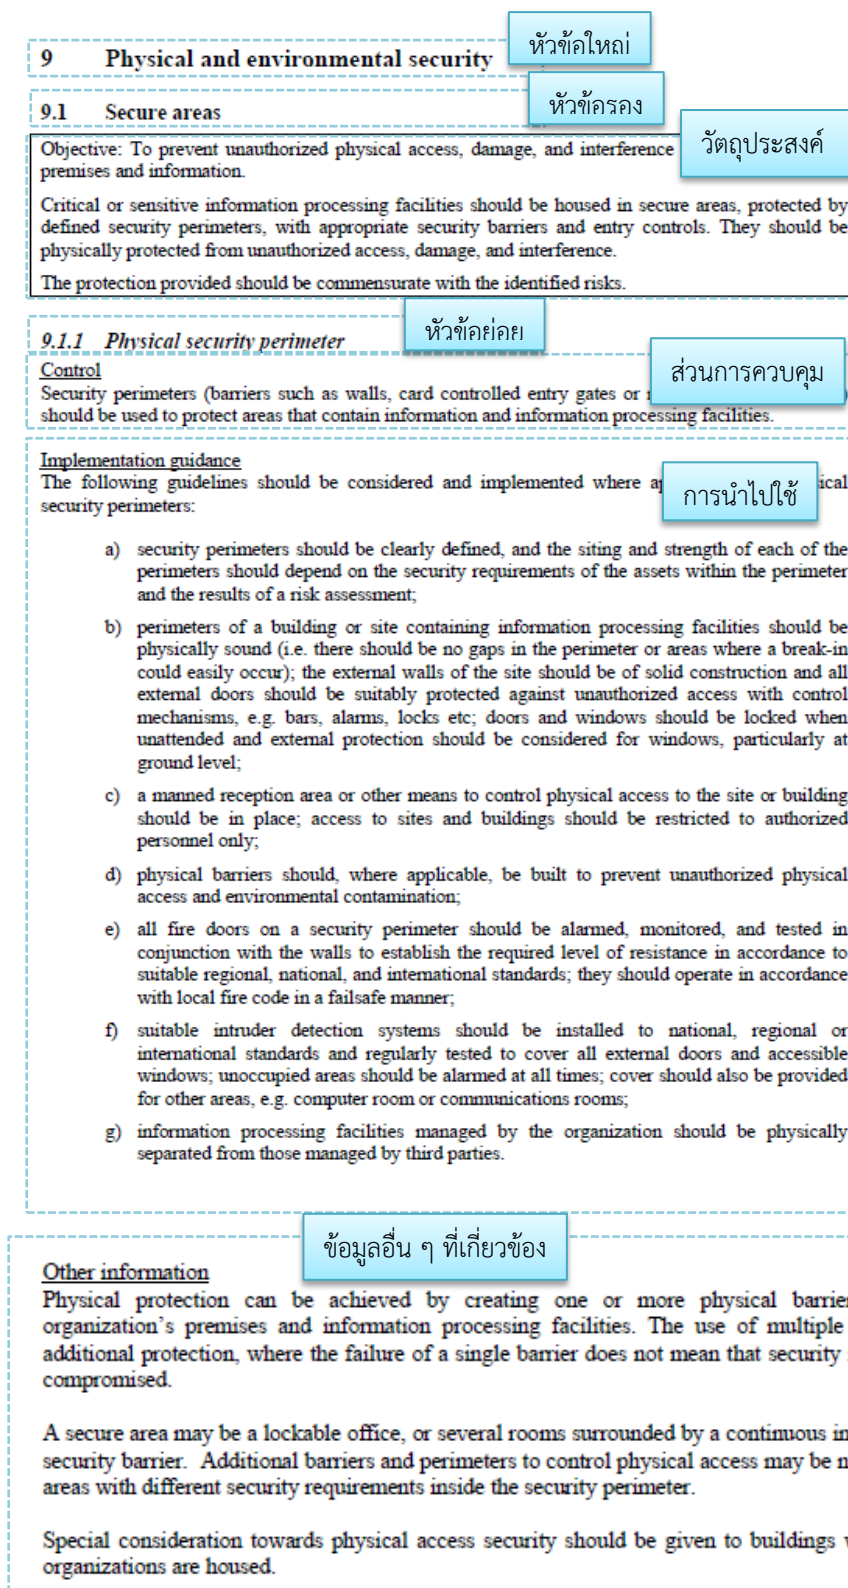 9 Physical and environmental security
หัวข้อใหญ่
9.1 Secure areas
หัวข้อรอง
Objective: To prevent unauthorized physical access, damage, and interference
วัตถุประสงค์
premises and information.
Critical or sensitive information processing facilities should be housed in secure areas, protected by
defined security perimeters, with appropriate security barriers and entry controls. They should be
physically protected from unauthorized access, damage, and interference.
The protection provided should be commensurate with the identified risks.
9.1.1 Physical security perimeter
หัวข้อย่อย
Control
ส่วนการควบคุม
Security perimeters (barriers such as walls, card controlled entry gates or
should be used to protect areas that contain information and information processing facilities.
Implementation guidance
The following guidelines should be considered and implemented where
การนำไปใช้
security perimeters:
a) security perimeters should be clearly defined, and the siting and strength of each of the
perimeters should depend on the security requirements of the assets within the perimeter
and the results of a risk assessment;
b) perimeters of a building or site containing information processing facilities should be
physically sound (i.e. there should be no gaps in the perimeter or areas where a break-in
could easily occur); the external walls of the site should be of solid construction and all
external doors should be suitably protected against unauthorized access with control
mechanisms, e.g. bars, alarms, locks etc; doors and windows should be locked when
unattended and external protection should be considered for windows, particularly at
ground level;
c) a manned reception area or other means to control physical access to the site or building
should be in place; access to sites and buildings should be restricted to authorized
personnel only;
d) physical barriers should, where applicable, be built to prevent unauthorized physical
access and environmental contamination;
e) all fire doors on a security perimeter should be alarmed, monitored, and tested in
conjunction with the walls to establish the required level of resistance in accordance to
suitable regional, national, and international standards; they should operate in accordance
with local fire code in a failsafe manner;
f) suitable intruder detection systems should be installed to national, regional or
international standards and regularly tested to cover all external doors and accessible
windows; unoccupied areas should be alarmed at all times; cover should also be provided
for other areas, e.g. computer room or communications rooms;
g) information processing facilities managed by the organization should be physically
separated from those managed by third parties.
ข้อมูลอื่น ๆ ที่เกี่ยวข้อง
Other information
Physical protection can be achieved by creating one or more physical
organization's premises and information processing facilities. The use of multiple
additional protection, where the failure of a single barrier does not mean that security
compromised.
A secure area may be a lockable office, or several rooms surrounded by a continuous
security barrier. Additional barriers and perimeters to control physical access may be
areas with different security requirements inside the security perimeter.
Special consideration towards physical access security should be given to buildings
organizations are housed.